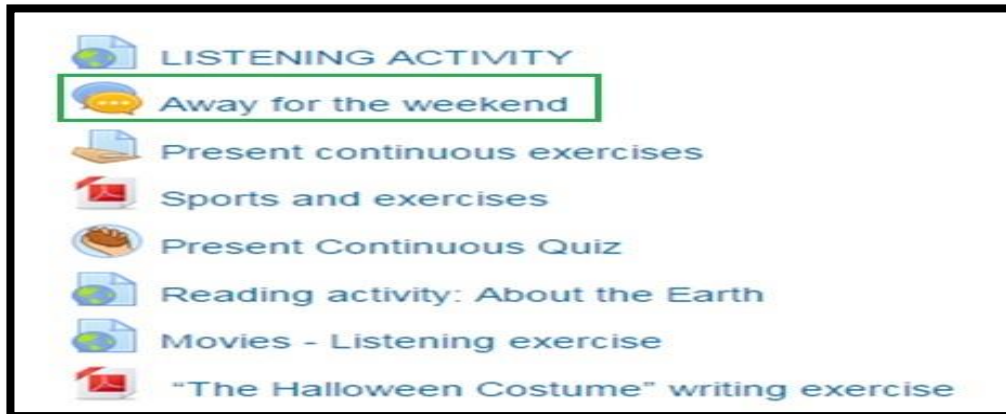 LISTENING ACTIVITY
Away for the weekend
Present continuous exercises
Sports and exercises
Present Continuous Quiz
Reading activity: About the Earth
Movies - Listening exercise
“The Halloween Costume” writing exercise